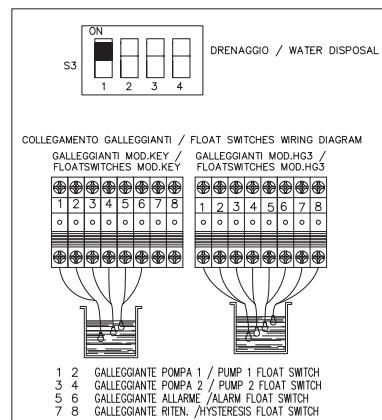 ON
DRENAGGIO / WATER DISPOSAL
S3
1 2 3 4
COLLEGAMENTO GALLEGGIANTI / FLOAT SWITCHES WIRING DIAGRAM
GALLEGGIANTI MOD.KEY /
FLOATSWITCHES MOD.KEY
GALLEGGIANTI MOD.HG3 /
FLOATSWITCHES MOD.HG3
1 2 3 4 5 6 7 8
1 2 3 4 5 6 7 8
1 2 GALLEGGIANTE POMPA 1 / PUMP 1 FLOAT SWITCH
3 4 GALLEGGIANTE POMPA 2 / PUMP 2 FLOAT SWITCH
5 6 GALLEGGIANTE ALLARME /ALARM FLOAT SWITCH
7 8 GALLEGGIANTE RITEN. /HYSTERESIS FLOAT SWITCH